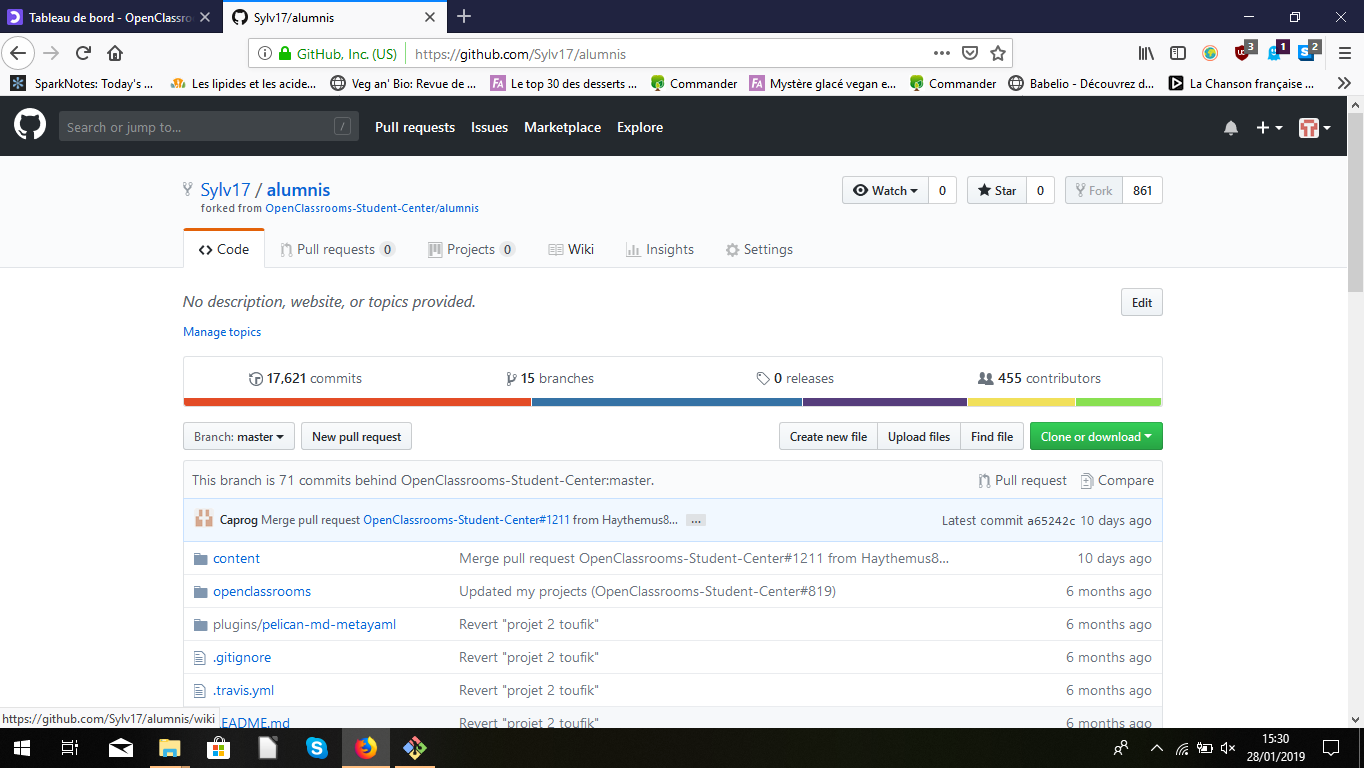 Tableau de bord - OpenClassro
Sylv17/alumnis
GitHub, Inc. (US) https://github.com/Sylv17/alumnis
3 1 2
SparkNotes: Today's ... Les lipides et les acide... Veg an' Bio: Revue de ... FA Le top 30 des desserts ... Commander FA Mystère glacé vegan e... Commander Babelio - Découvrez d... La Chanson française ...
Search or jump to... / Pull requests Issues Marketplace Explore
Sylv17 / alumnis
Watch 0 Star 0 Fork 861
forked from OpenClassrooms-Student-Center/alumnis
Code Pull requests 0 Projects 0 Wiki Insights Settings
No description, website, or topics provided.
Edit
Manage topics
17,621 commits 15 branches 0 releases 455 contributors
Branch: master New pull request Create new file Upload files Find file Clone or download
This branch is 71 commits behind OpenClassrooms-Student-Center:master. Pull request Compare
Caprog Merge pull request OpenClassrooms-Student-Center#1211 from Haythemus8... ... Latest commit a65242c 10 days ago
content Merge pull request OpenClassrooms-Student-Center#1211 from Haythemus8... 10 days ago
openclassrooms Updated my projects (OpenClassrooms-Student-Center#819) 6 months ago
plugins/pelican-md-metayaml Revert "projet 2 toufik" 6 months ago
.gitignore Revert "projet 2 toufik" 6 months ago
.travis.yml Revert "projet 2 toufik" 6 months ago
https://github.com/Sylv17/alumnis/wiki
EADME.md Revert "projet 2 toufik" 6 months ago
15:30
28/01/2019